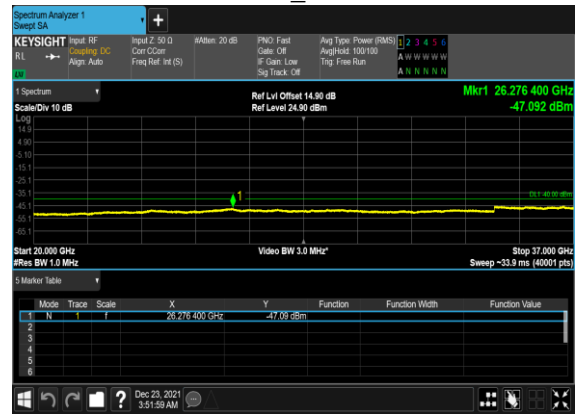 Spectrum Analyzer 1
Swept SA
+
KEYSIGHT Input: RF Input Z: 50 Ω #Atten: 20 dB PNO: Fast Avg Type: Power (RMS) 1 2 3 4 5 6
RL Coupling: DC Corr CCorr Gate: Off Avg|Hold: 100/100 A W W W W W
Align: Auto Freq Ref: Int (S) IF Gain: Low Trig: Free Run
Sig Track: Off A N N N N N
1 Spectrum Ref Lvl Offset 14.90 dB Mkr1 26.276 400 GHz
Scale/Div 10 dB Ref Level 24.90 dBm -47.092 dBm
Log
14.9
4.90
-5.10
-15.1
-25.1
-35.1 1 DL1 -40.00 dBm
-45.1
-55.1
-65.1
Start 20.000 GHz Video BW 3.0 MHz* Stop 37.000 GHz
#Res BW 1.0 MHz Sweep ~33.9 ms (40001 pts)
5 Marker Table
Mode Trace Scale X Y Function Function Width Function Value
1 N 1 f 26.276 400 GHz -47.09 dBm
2
3
4
5
6
? Dec 23, 2021
3:51:59 AM